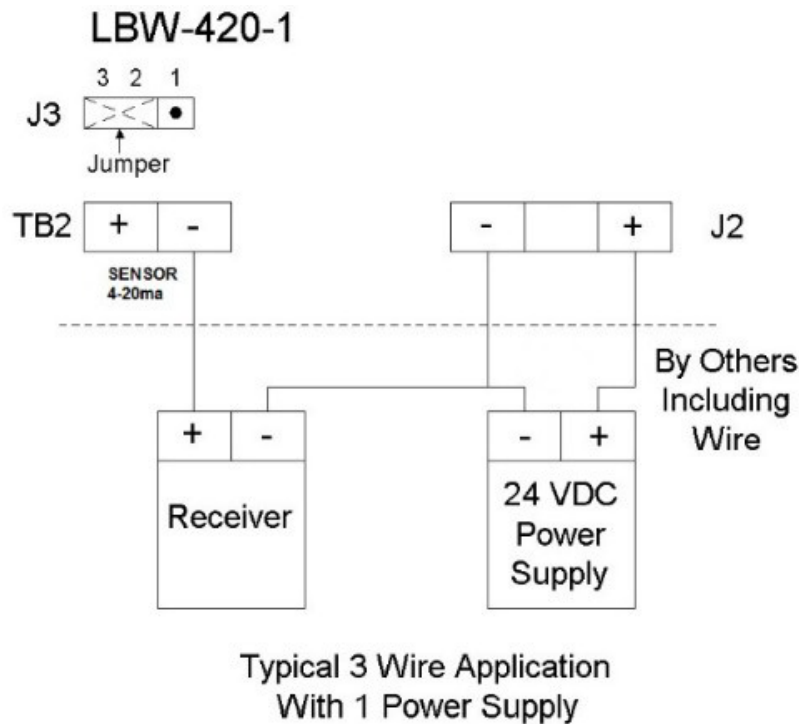 LBW-420-1
3 2 1
J3
Jumper
TB2 + - - + J2
SENSOR
4-20ma
By Others
Including
Wire
+ - - +
Receiver
24 VDC
Power
Supply
Typical 3 Wire Application
With 1 Power Supply